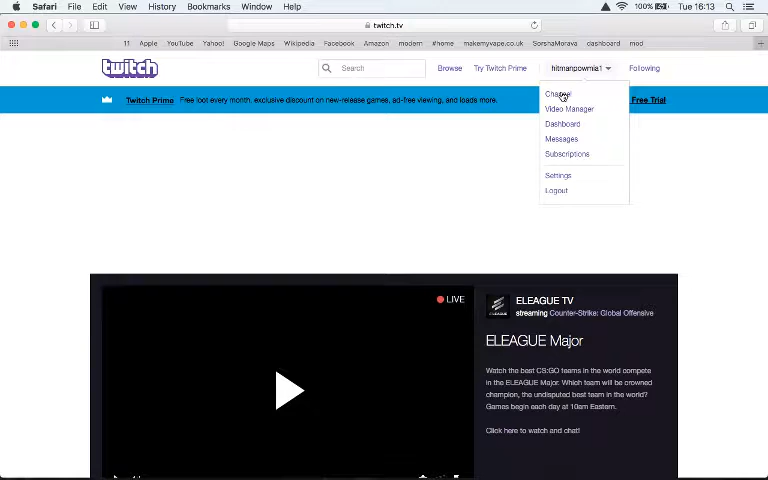 Safari File Edit View History Bookmarks Window Help 100% Tue 16:13
twitch.tv
11 Apple YouTube Yahoo! Google Maps Wikipedia Facebook Amazon modern #home makemyvape.co.uk SorshaMorava dashboard mod
twitch Search Browse Try Twitch Prime hitmanpowmia1 Following
Twitch Prime Free loot every month, exclusive discount on new-release games, ad-free viewing, and loads more. Free Trial
Channel
Video Manager
Dashboard
Messages
Subscriptions
Settings
Logout
LIVE
ELEAGUE TV
streaming Counter-Strike: Global Offensive
ELEAGUE Major
Watch the best CS:GO teams in the world compete
in the ELEAGUE Major. Which team will be crowned
champion, the undisputed best team in the world?
Games begin each day at 10am Eastern.
Click here to watch and chat!